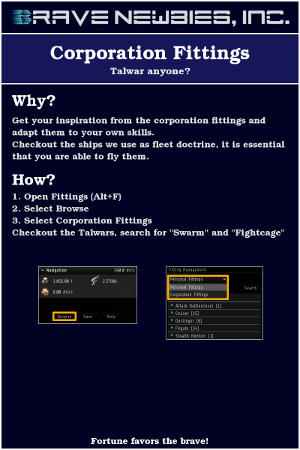 BRAVE NEWBIES, INC.
Corporation Fittings
Talwar anyone?
Why?
Get your inspiration from the corporation fittings and
adapt them to your own skills.
Checkout the ships we use as fleet doctrine, it is essential
that you are able to fly them.
How?
1. Open Fittings (Alt+F)
2. Select Browse
3. Select Corporation Fittings
Checkout the Talwars, search for "Swarm" and "Fightcage"
Navigation
Browse
Save
Strip
Fitting Management
Personal Fittings
Personal Fittings
Corporation Fittings
Search
Attack Battlecruiser [1]
Cruiser [15]
Destroyer [8]
Frigate [24]
Stealth Bomber [3]
Fortune favors the brave!